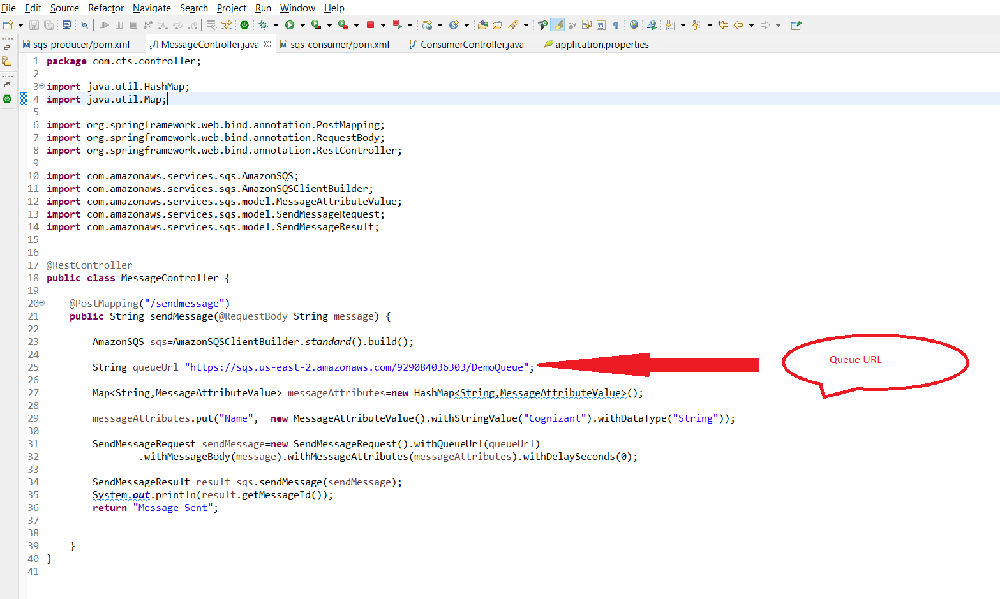 File Edit Source Refactor Navigate Search Project Run Window Help
sqs-producer/pom.xml MessageController.java sqs-consumer/pom.xml ConsumerController.java application.properties
1 package com.cts.controller;
2
3 import java.util.HashMap;
4 import java.util.Map;
5
6 import org.springframework.web.bind.annotation.PostMapping;
7 import org.springframework.web.bind.annotation.RequestBody;
8 import org.springframework.web.bind.annotation.RestController;
9
10 import com.amazonaws.services.sqs.AmazonSQS;
11 import com.amazonaws.services.sqs.AmazonSQSClientBuilder;
12 import com.amazonaws.services.sqs.model.MessageAttributeValue;
13 import com.amazonaws.services.sqs.model.SendMessageRequest;
14 import com.amazonaws.services.sqs.model.SendMessageResult;
15
16
17 @RestController
18 public class MessageController {
19
20 @PostMapping("/sendmessage")
21 public String sendMessage(@RequestBody String message) {
22
23 AmazonSQS sqs=AmazonSQSClientBuilder.standard().build();
24
25 String queueUrl="https://sqs.us-east-2.amazonaws.com/929084036303/DemoQueue"; Queue URL
26
27 Map<String,MessageAttributeValue> messageAttributes=new HashMap<String,MessageAttributeValue>();
28
29 messageAttributes.put("Name", new MessageAttributeValue().withStringValue("Cognizant").withDataType("String"));
30
31 SendMessageRequest sendMessage=new SendMessageRequest().withQueueUrl(queueUrl)
32 .withMessageBody(message).withMessageAttributes(messageAttributes).withDelaySeconds(0);
33
34 SendMessageResult result=sqs.sendMessage(sendMessage);
35 System.out.println(result.getMessageId());
36 return "Message Sent";
37
38
39 }
40 }
41